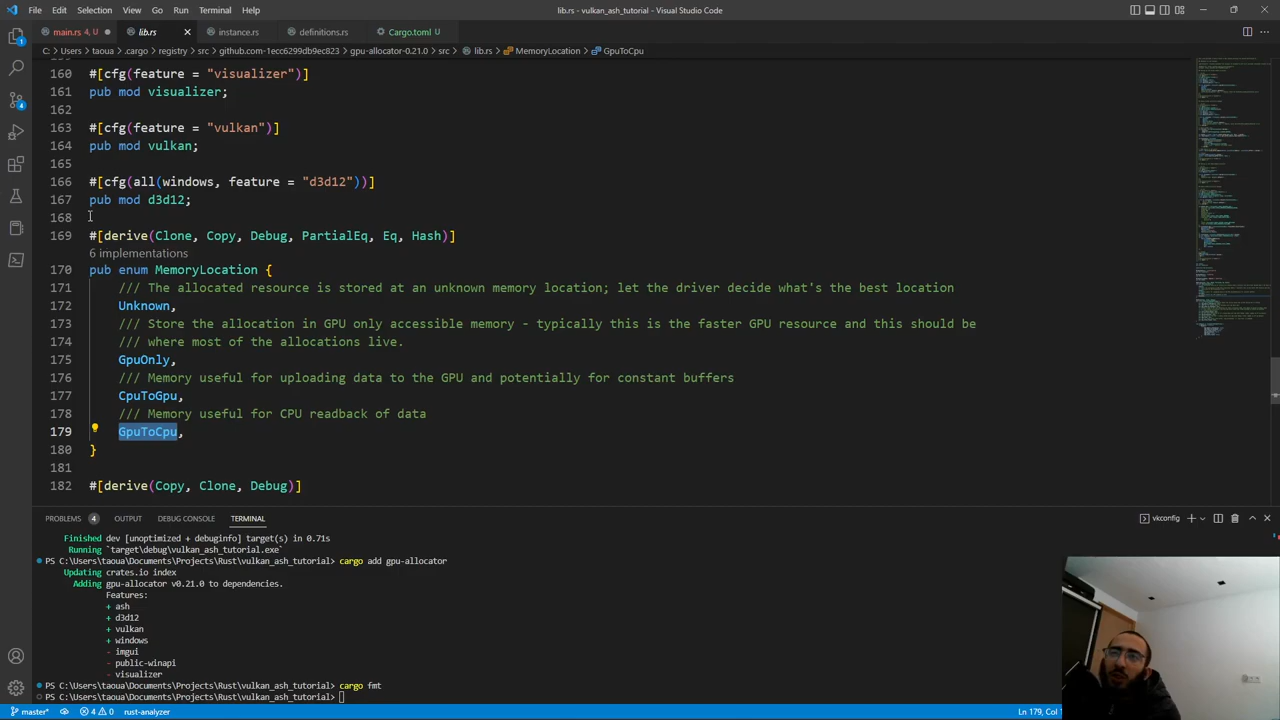 File Edit Selection View Go Run Terminal Help
lib.rs - vulkan_ash_tutorial - Visual Studio Code
main.rs 4, U
lib.rs
instance.rs
definitions.rs
Cargo.toml U
C: > Users > taoua > .cargo > registry > src > github.com-1ecc6299db9ec823 > gpu-allocator-0.21.0 > src > lib.rs > MemoryLocation > GpuToCpu
160 #[cfg(feature = "visualizer")]
161 pub mod visualizer;
162
163 #[cfg(feature = "vulkan")]
164 pub mod vulkan;
165
166 #[cfg(all(windows, feature = "d3d12"))]
167 pub mod d3d12;
168
169 #[derive(Clone, Copy, Debug, PartialEq, Eq, Hash)]
6 implementations
170 pub enum MemoryLocation {
171 /// The allocated resource is stored at an unknown memory location; let the driver decide what's the best location
172 Unknown,
173 /// Store the allocation in GPU only accessible memory - typically this is the faster GPU resource and this should be
174 /// where most of the allocations live.
175 GpuOnly,
176 /// Memory useful for uploading data to the GPU and potentially for constant buffers
177 CpuToGpu,
178 /// Memory useful for CPU readback of data
179 GpuToCpu,
180 }
181
182 #[derive(Copy, Clone, Debug)]
PROBLEMS 4 OUTPUT DEBUG CONSOLE TERMINAL
vkconfig
Finished dev [unoptimized + debuginfo] target(s) in 0.71s
Running `target\debug\vulkan_ash_tutorial.exe`
PS C:\Users\taoua\Documents\Projects\Rust\vulkan_ash_tutorial> cargo add gpu-allocator
Updating crates.io index
Adding gpu-allocator v0.21.0 to dependencies.
Features:
+ ash
+ d3d12
+ vulkan
+ windows
- imgui
- public-winapi
- visualizer
PS C:\Users\taoua\Documents\Projects\Rust\vulkan_ash_tutorial> cargo fmt
PS C:\Users\taoua\Documents\Projects\Rust\vulkan_ash_tutorial>
master* 4 0 rust-analyzer
Ln 179, Col